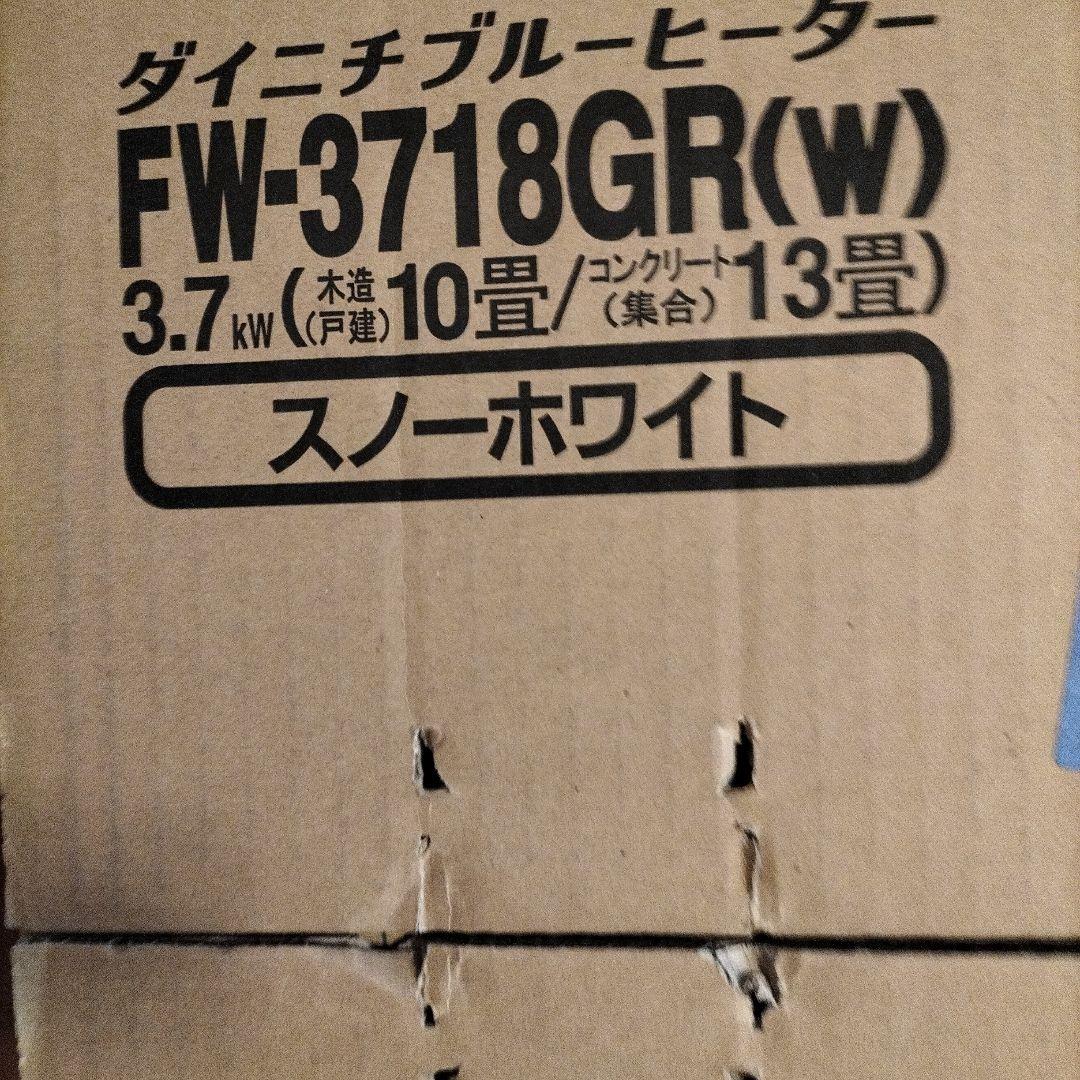 ダイニチブルーヒーター
FW-3718GR(W)
3.7kW(木造(戸建)10畳/コンクリート(集合)13畳)
スノーホワイト